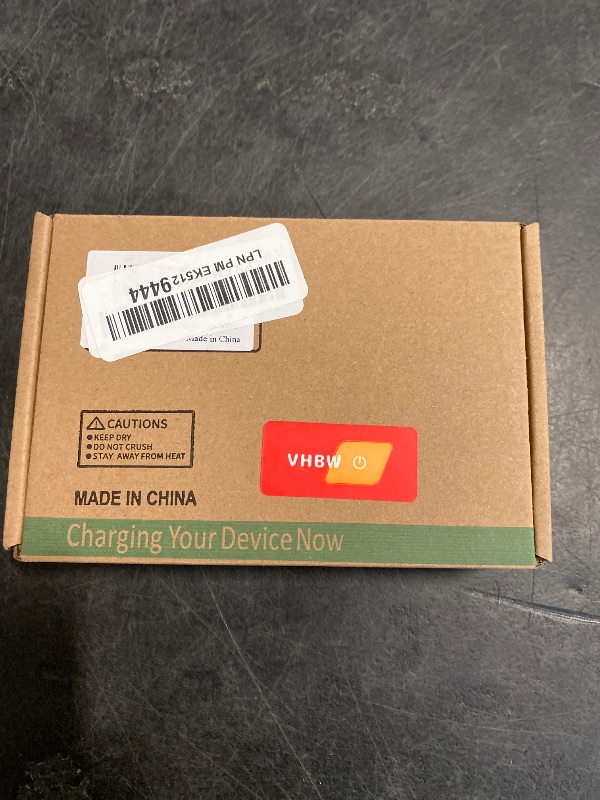 LPN PM EK5129444
Made in China
CAUTIONS
● KEEP DRY
● DO NOT CRUSH
● STAY AWAY FROM HEAT
VHBW
MADE IN CHINA
Charging Your Device Now